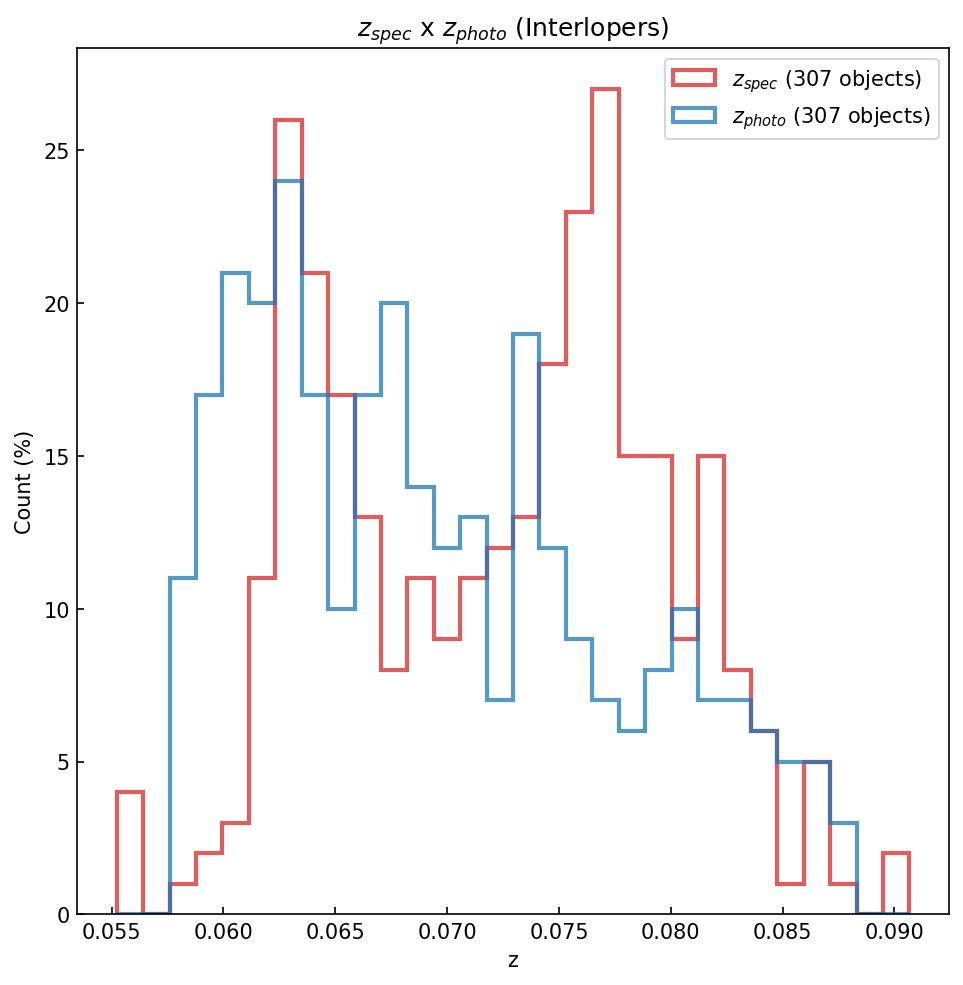 z_spec x z_photo (Interlopers)
z_spec (307 objects)
z_photo (307 objects)
Count (%)
25
20
15
10
5
0
0.055 0.060 0.065 0.070 0.075 0.080 0.085 0.090
z